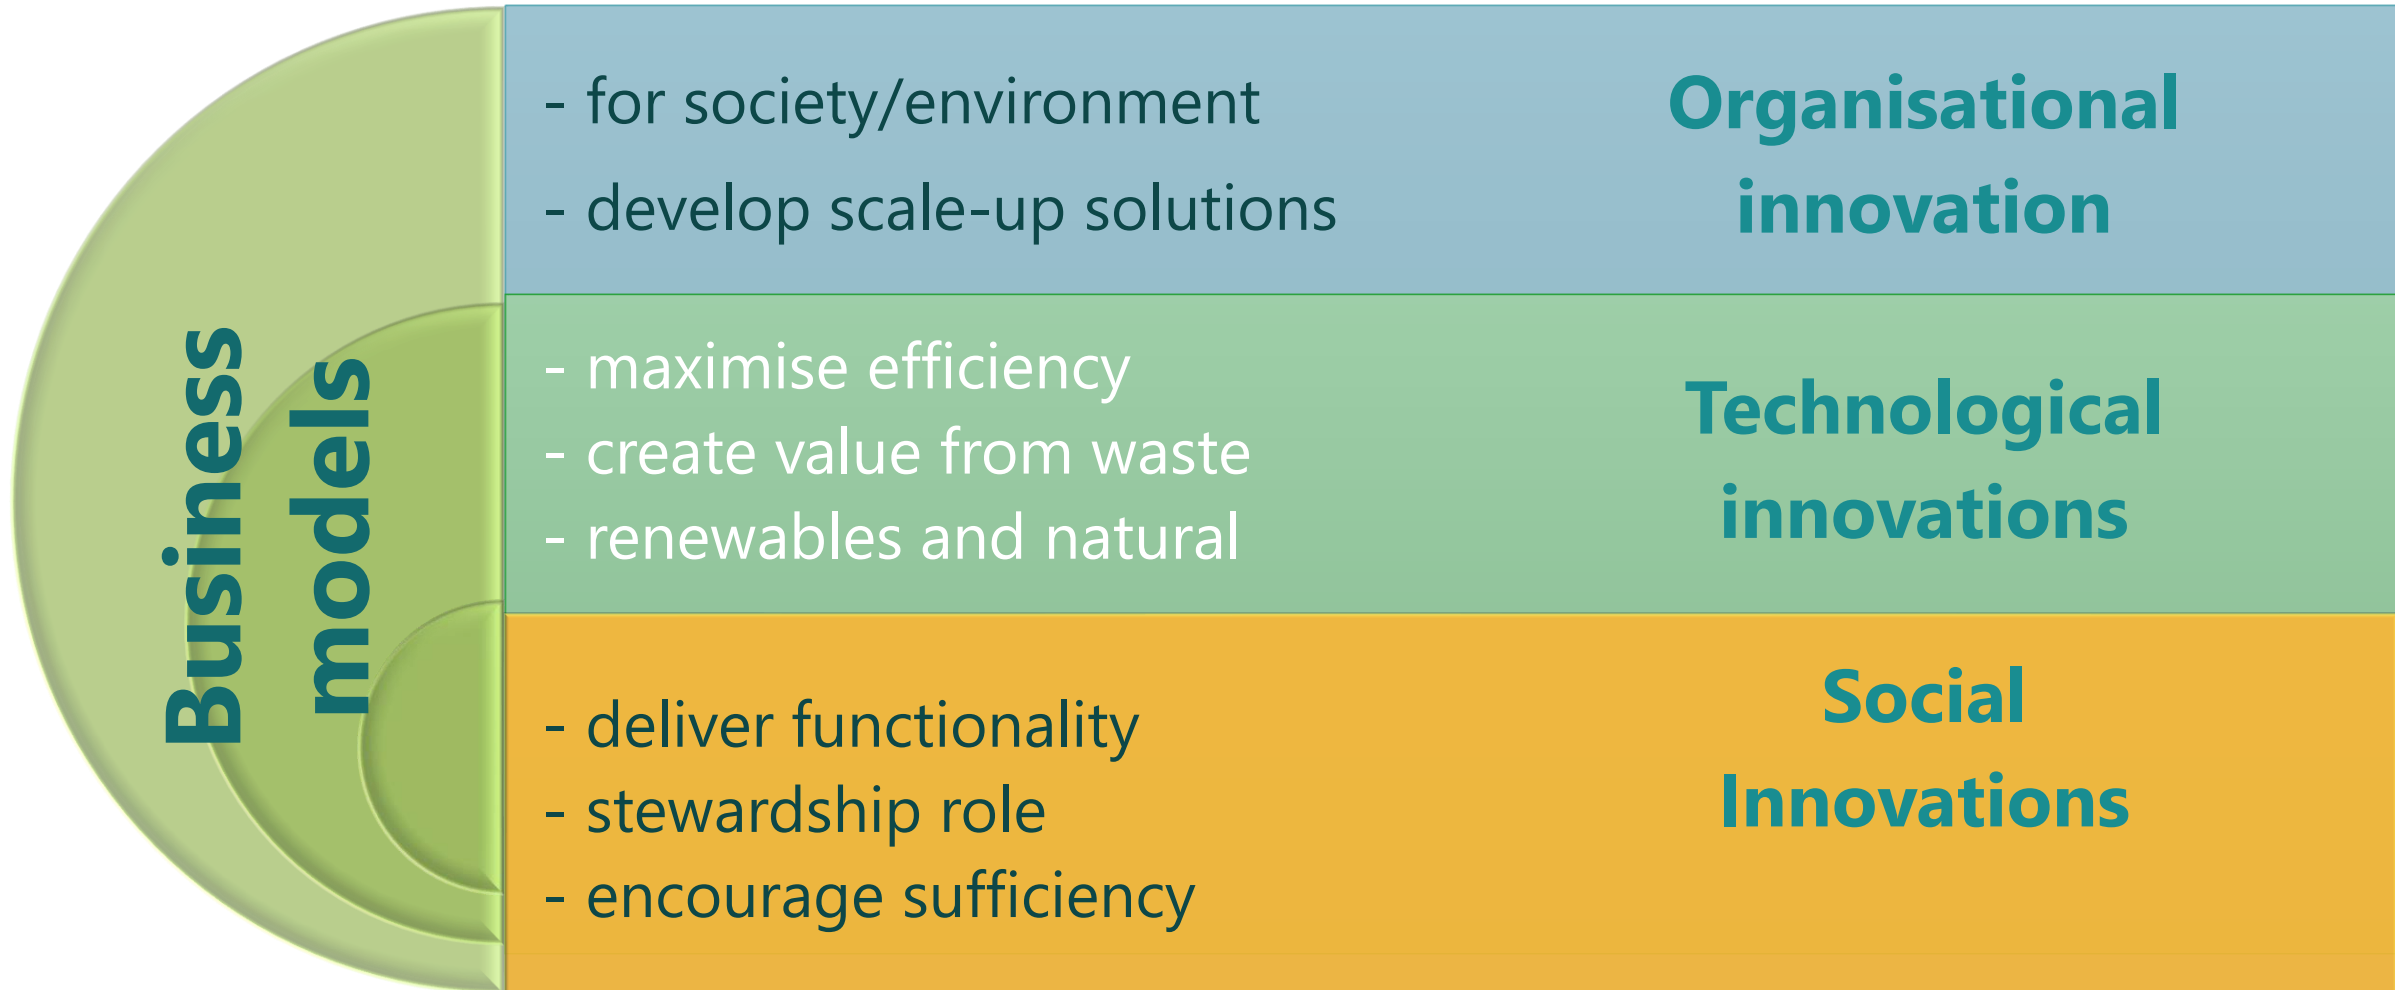 Business
models
- for society/environment
- develop scale-up solutions
Organisational
innovation
- maximise efficiency
- create value from waste
- renewables and natural
Technological
innovations
- deliver functionality
- stewardship role
- encourage sufficiency
Social
Innovations